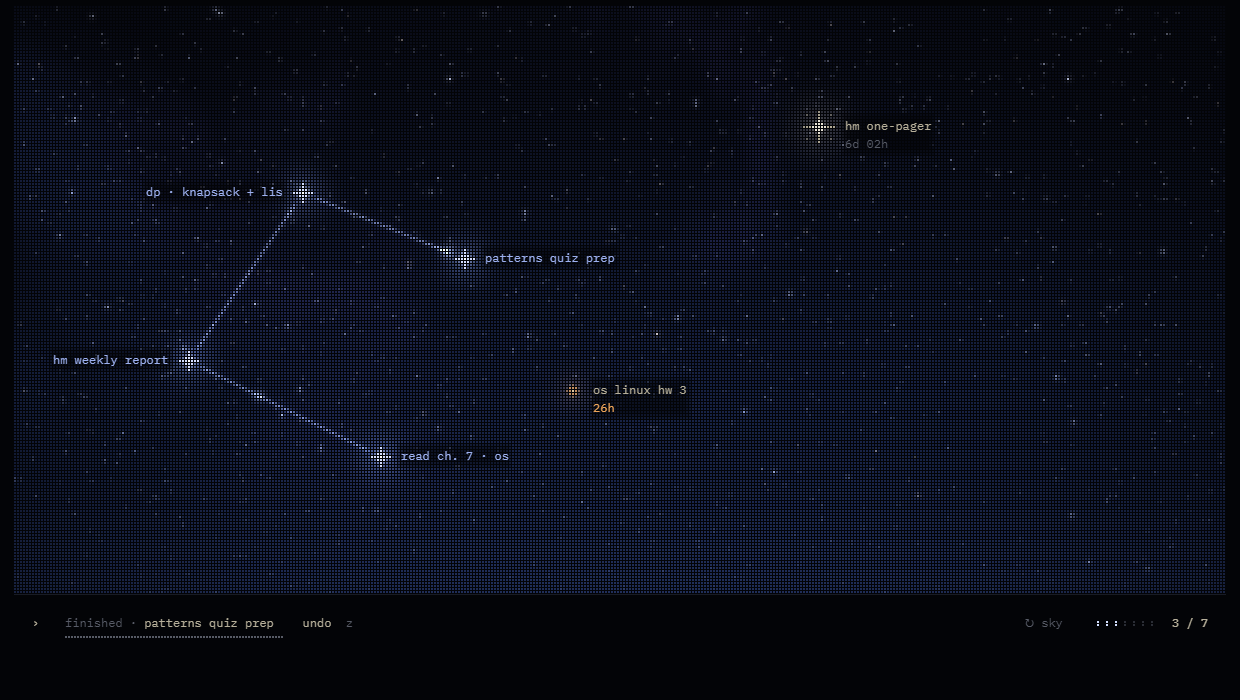 hm one-pager
6d 02h
dp · knapsack + lis
patterns quiz prep
hm weekly report
os linux hw 3
26h
read ch. 7 · os
› finished · patterns quiz prep undo z ↻ sky 3 / 7